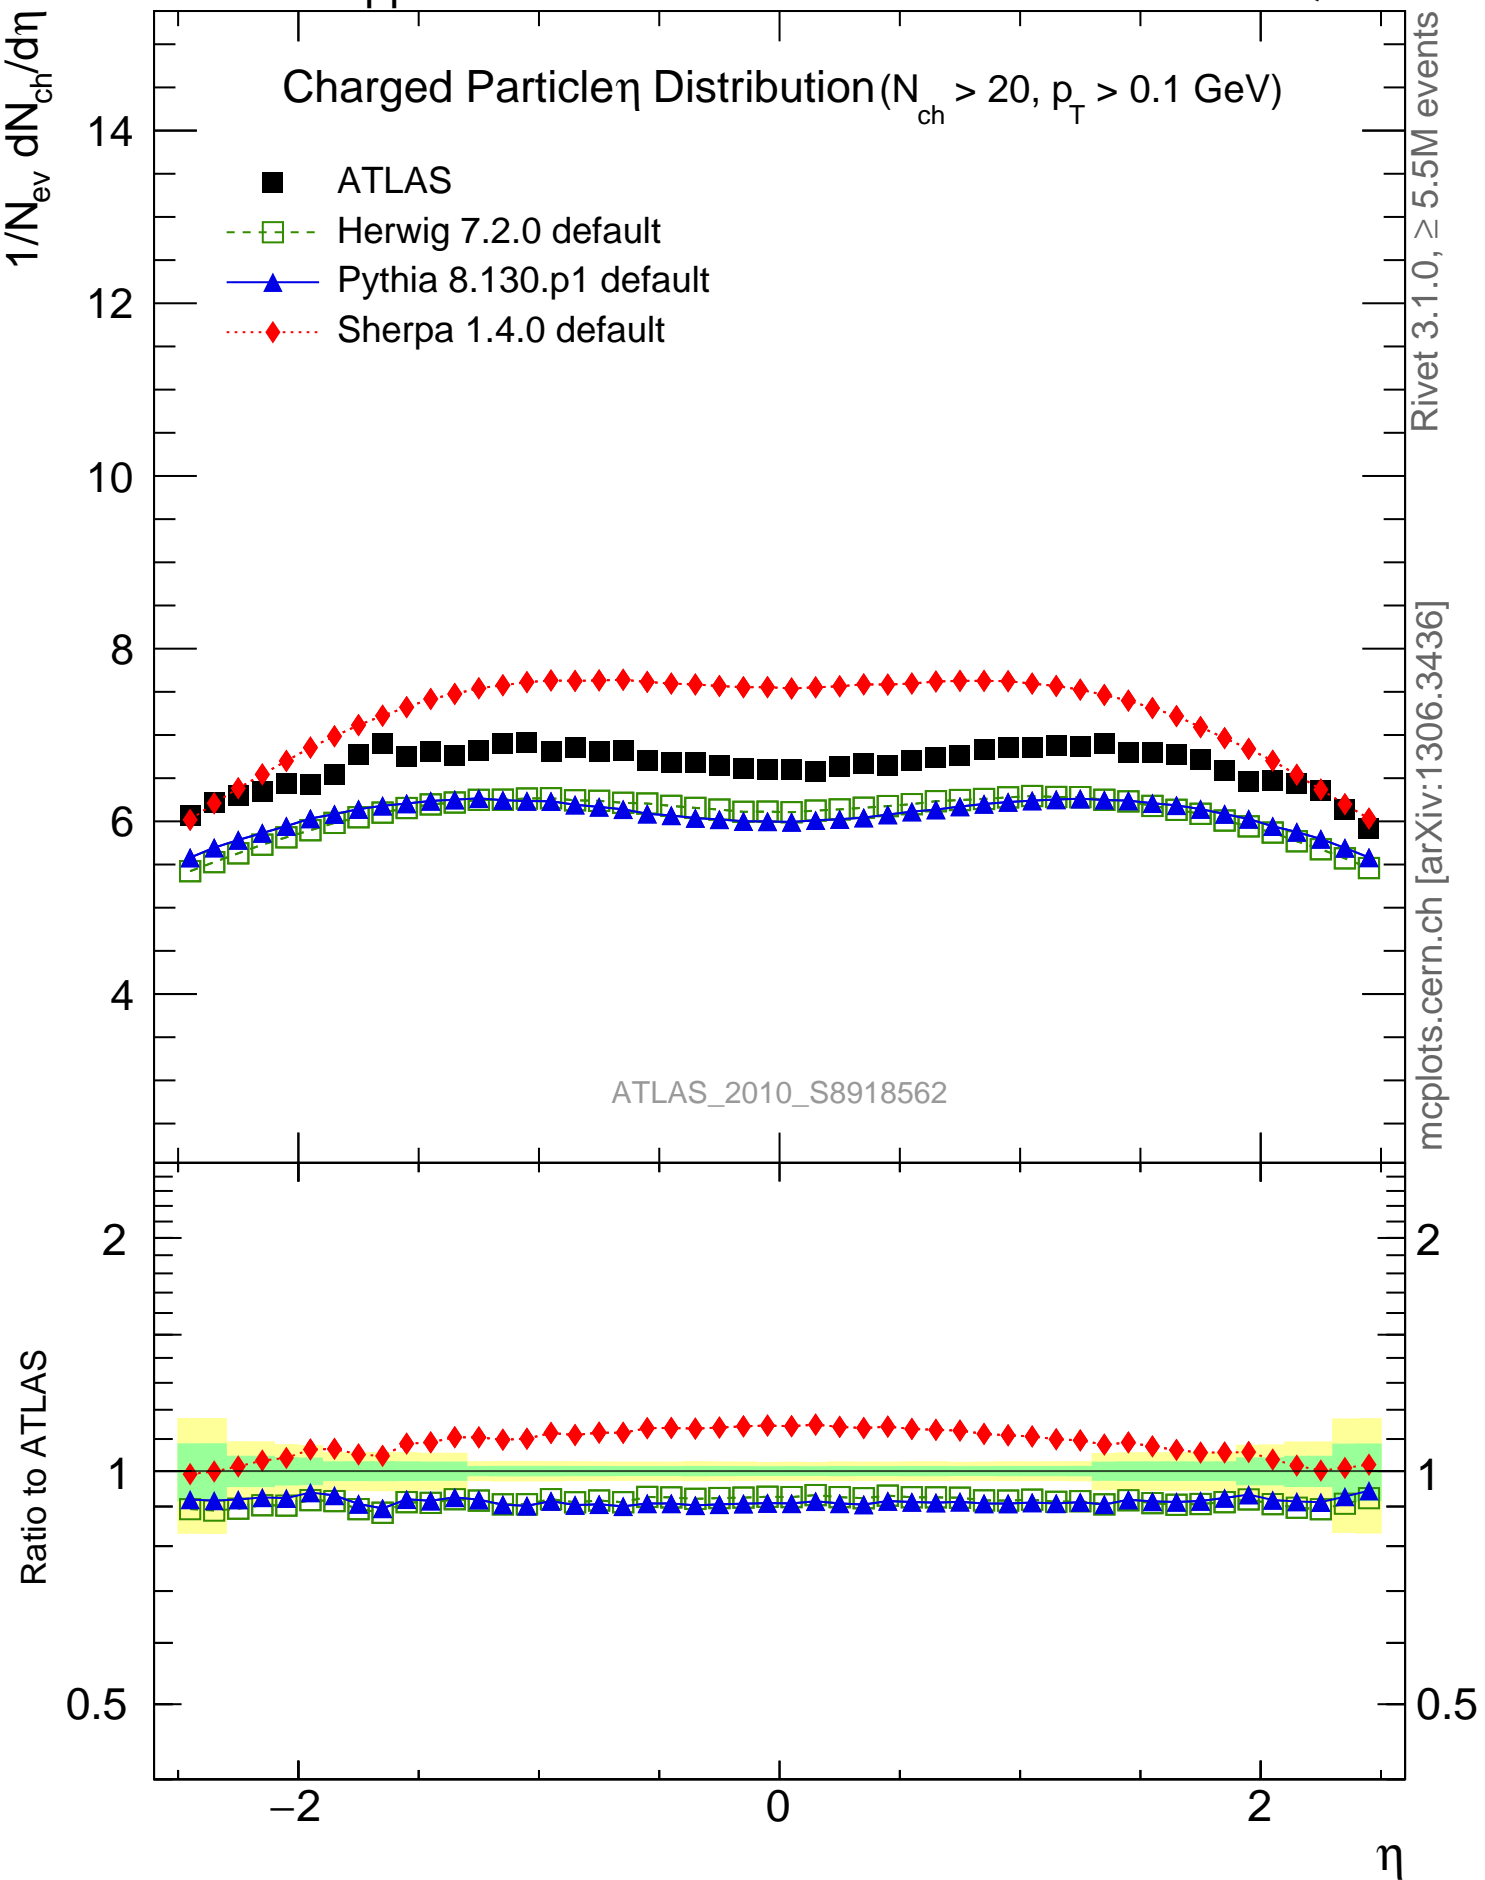 pp
1/N_ev dN_ch/dη
Charged Particle η Distribution (N_ch > 20, p_T > 0.1 GeV)
ATLAS
Herwig 7.2.0 default
Pythia 8.130.p1 default
Sherpa 1.4.0 default
14
12
10
8
6
4
ATLAS_2010_S8918562
Rivet 3.1.0, ≥ 5.5M events
mcplots.cern.ch [arXiv:1306.3436]
Ratio to ATLAS
2
1
0.5
2
1
0.5
−2
0
2
η